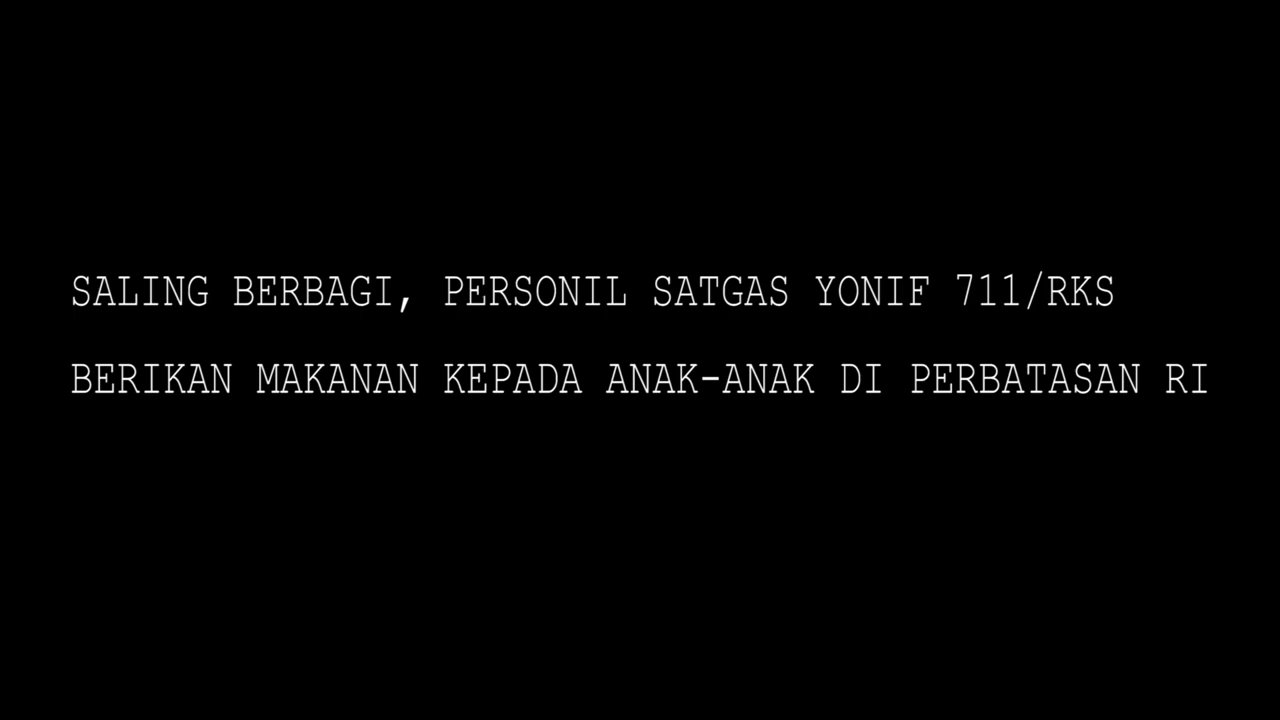 SALING BERBAGI, PERSONIL SATGAS YONIF 711/RKS
BERIKAN MAKANAN KEPADA ANAK-ANAK DI PERBATASAN RI